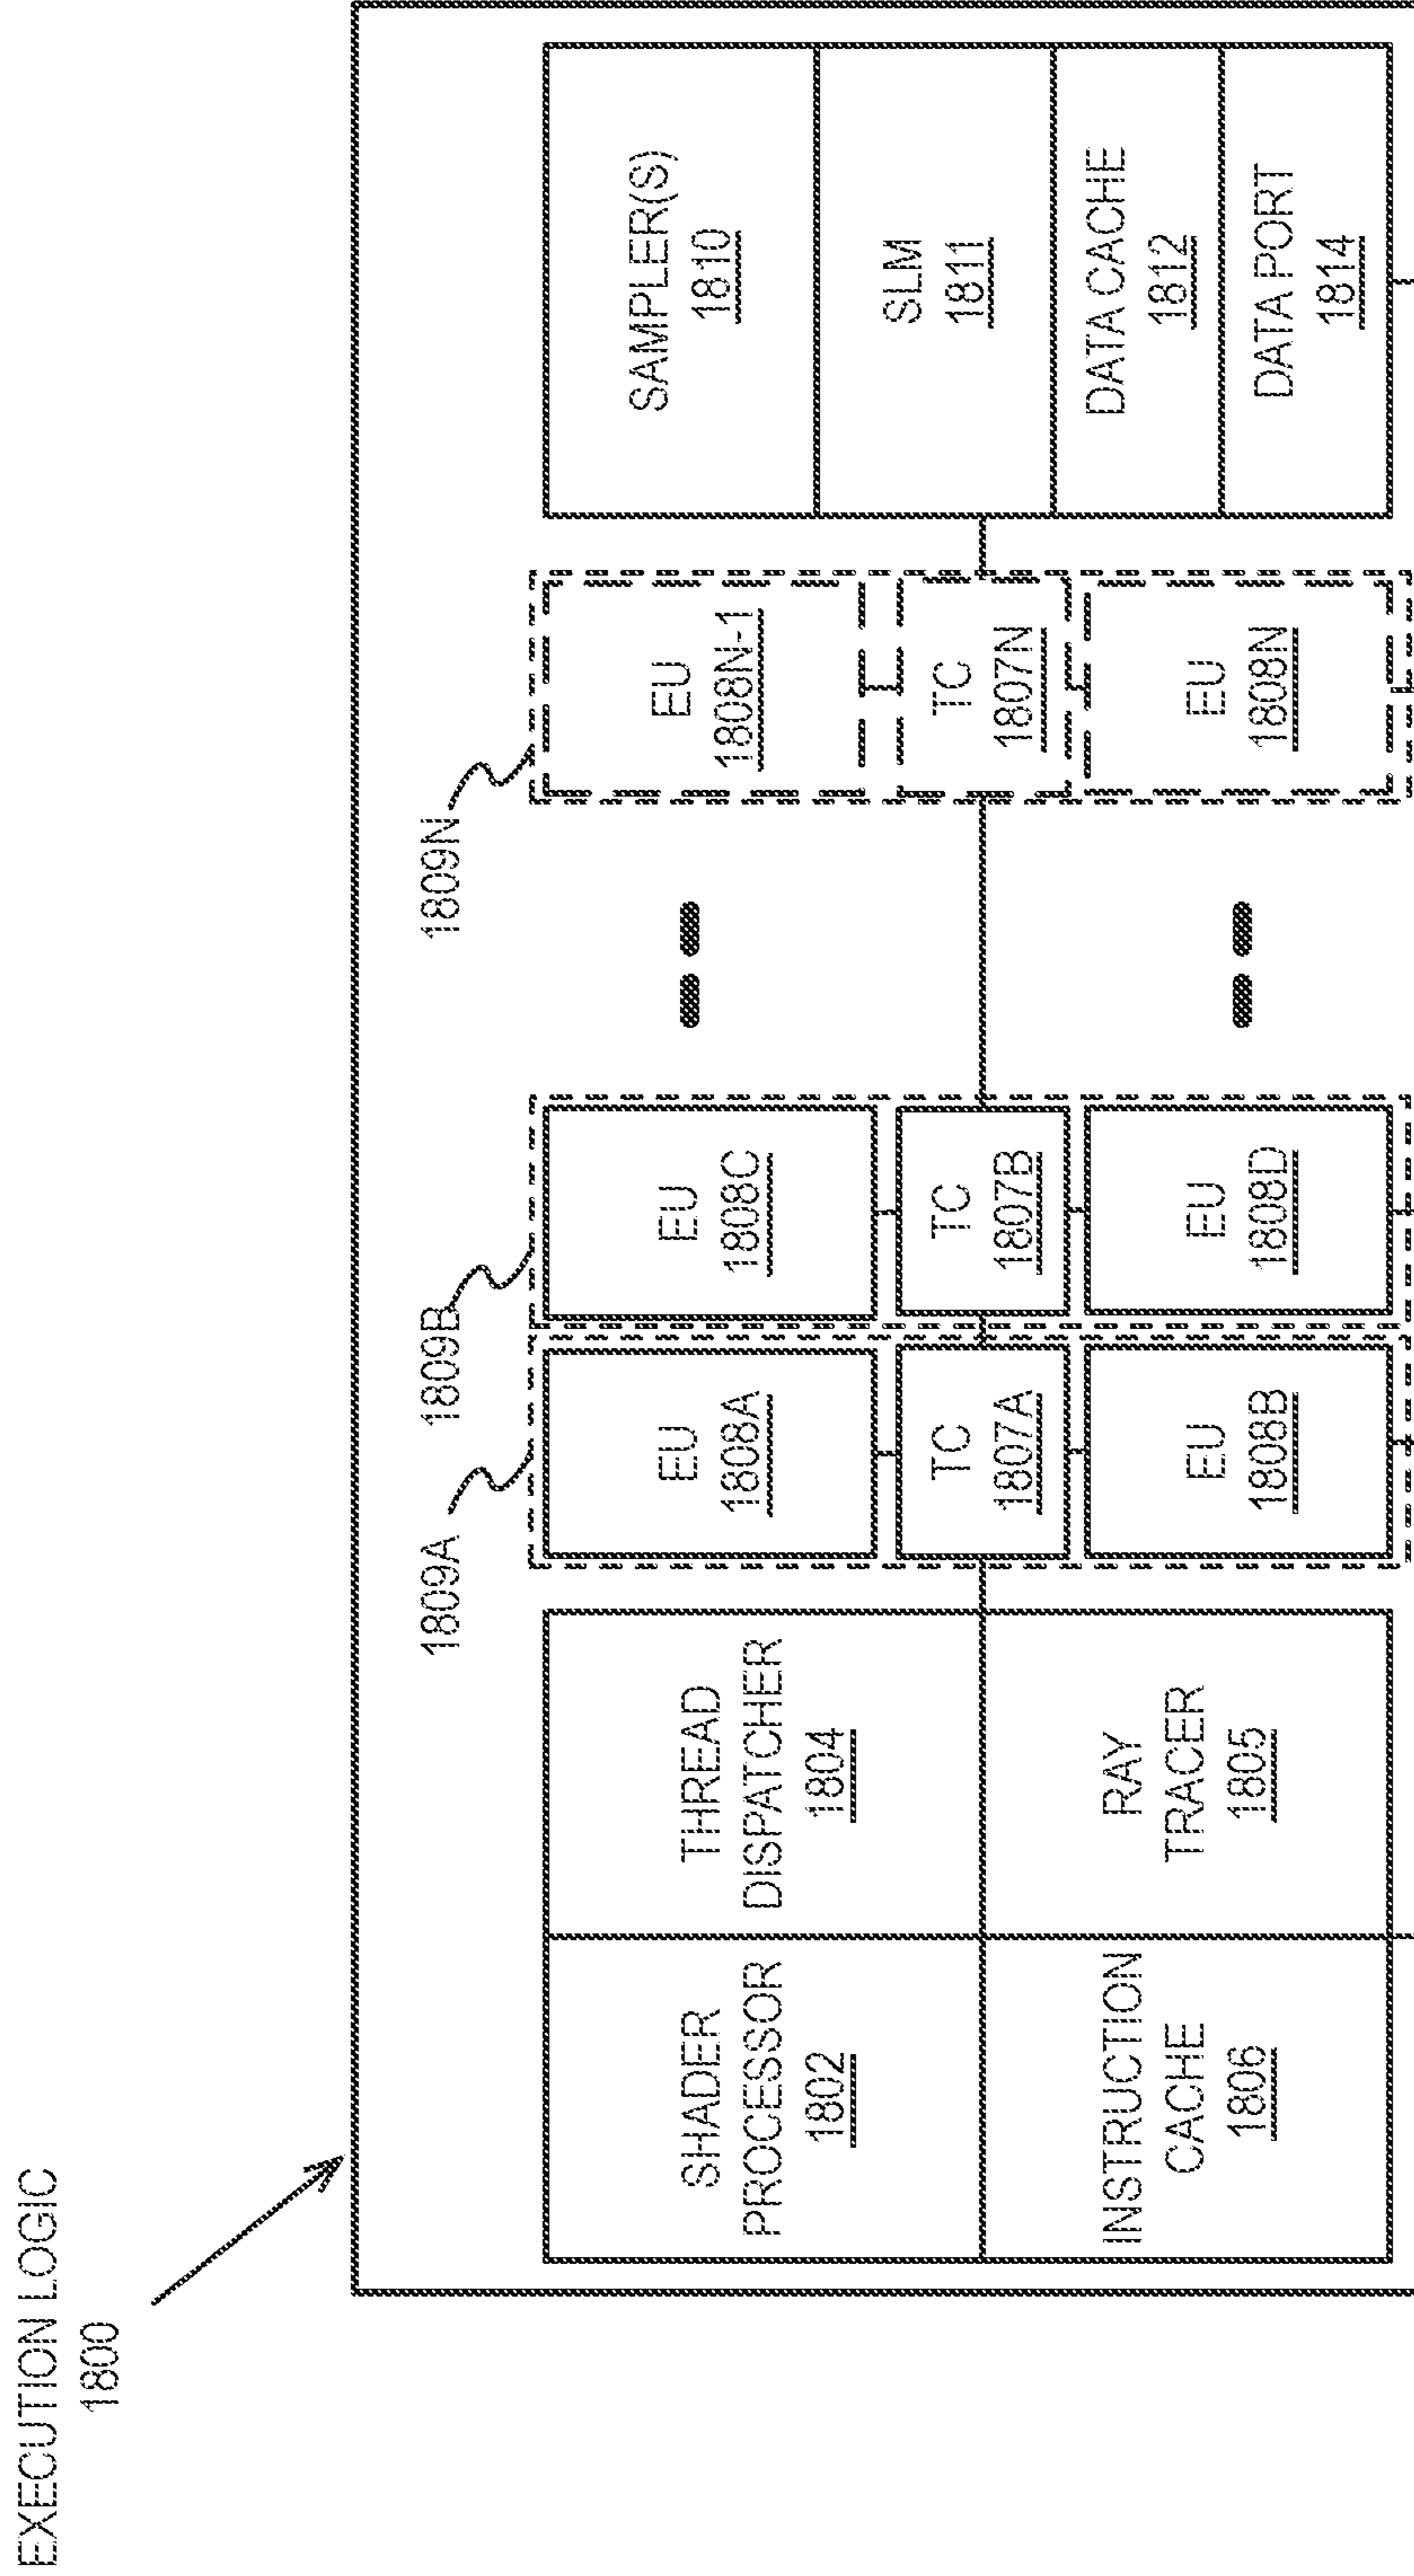 EXECUTION LOGIC
1800
1809A
1809B
1809N
SHADER
PROCESSOR
1802
THREAD
DISPATCHER
1804
INSTRUCTION
CACHE
1806
RAY
TRACER
1805
EU
1808A
TC
1807A
EU
1808B
EU
1808C
TC
1807B
EU
1808D
EU
1808N-1
TC
1807N
EU
1808N
SAMPLER(S)
1810
SLM
1811
DATA CACHE
1812
DATA PORT
1814